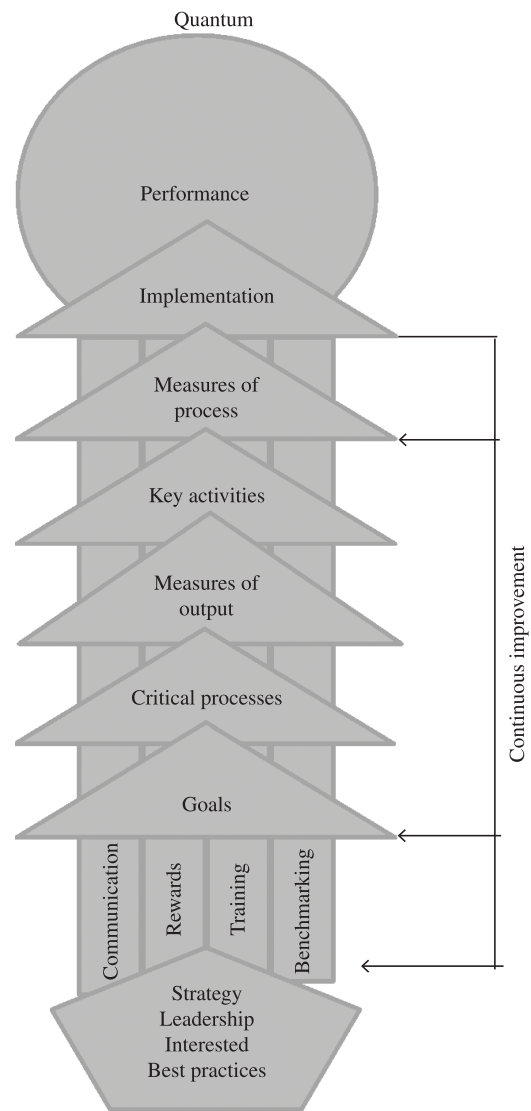 Quantum
Performance
Implementation
Measures of
process
Key activities
Measures of
output
Critical processes
Goals
Communication
Rewards
Training
Benchmarking
Strategy
Leadership
Interested
Best practices
Continuous improvement